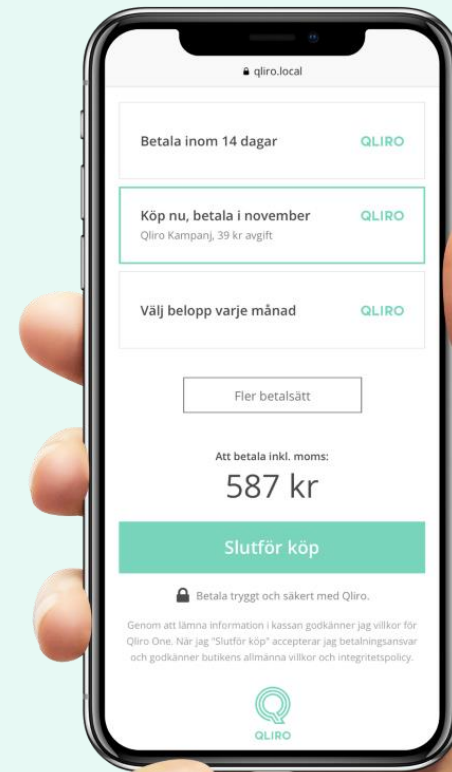 qliro.local
Betala inom 14 dagar QLIRO
Köp nu, betala i november QLIRO
Qliro Kampanj, 39 kr avgift
Välj belopp varje månad QLIRO
Fler betalsätt
Att betala inkl. moms:
587 kr
Slutför köp
Betala tryggt och säkert med Qliro.
Genom att lämna information i kassan godkänner jag villkor för
Qliro One. När jag "Slutför köp" accepterar jag betalningsansvar
och godkänner butikens allmänna villkor och integritetspolicy.
QLIRO